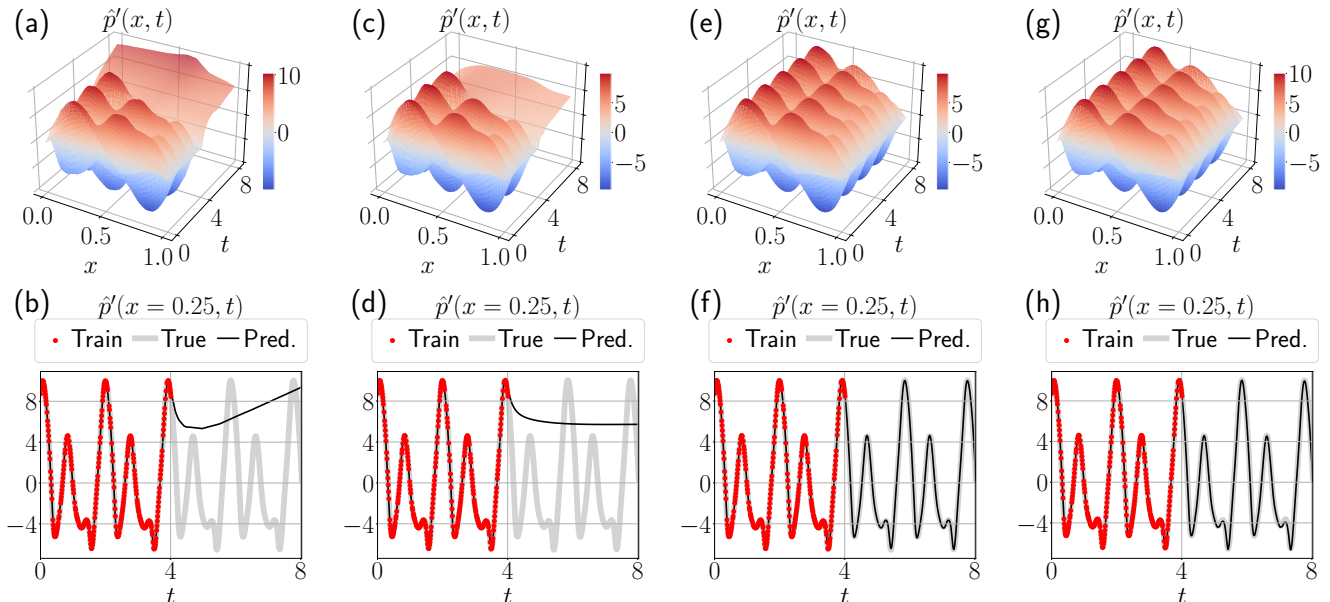 (a) p̂′(x, t)
10
0
0.0
0.5
1.0
x
0
4
8
t
(c) p̂′(x, t)
5
0
−5
0.0
0.5
1.0
x
0
4
8
t
(e) p̂′(x, t)
5
0
−5
0.0
0.5
1.0
x
0
4
8
t
(g) p̂′(x, t)
10
5
0
−5
0.0
0.5
1.0
x
0
4
8
t
(b) p̂′(x = 0.25, t)
Train True Pred.
8
4
0
−4
0 4 8
t
(d) p̂′(x = 0.25, t)
Train True Pred.
8
4
0
−4
0 4 8
t
(f) p̂′(x = 0.25, t)
Train True Pred.
8
4
0
−4
0 4 8
t
(h) p̂′(x = 0.25, t)
Train True Pred.
8
4
0
−4
0 4 8
t